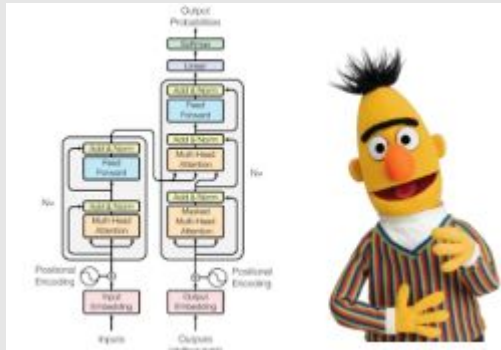 Output
Probabilities
Softmax
Linear
Add & Norm
Feed
Forward
Add & Norm
Multi-Head
Attention
Add & Norm
Masked
Multi-Head
Attention
Nx
Add & Norm
Feed
Forward
Add & Norm
Multi-Head
Attention
Nx
Positional
Encoding
Positional
Encoding
Input
Embedding
Output
Embedding
Inputs
Outputs